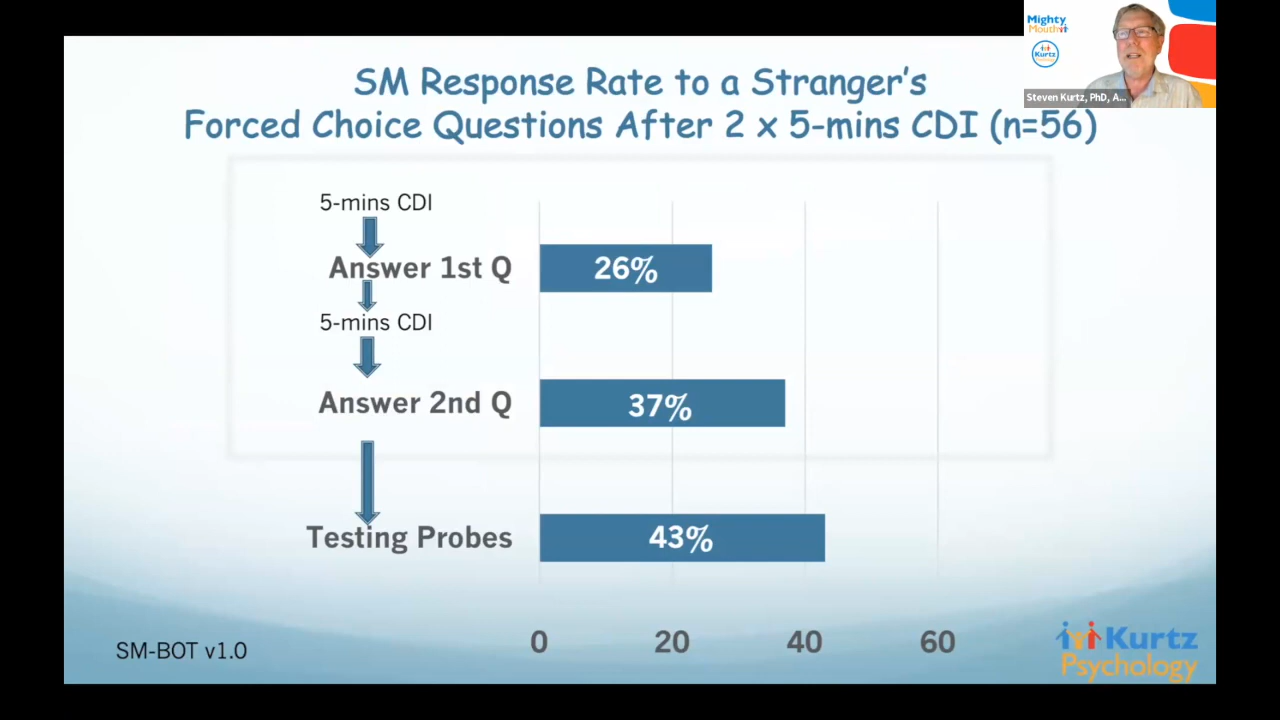 Mighty
Mouth
Kurtz
Steven Kurtz, PhD, A...
SM Response Rate to a Stranger's
Forced Choice Questions After 2 x 5-mins CDI (n=56)
5-mins CDI
Answer 1st Q
26%
5-mins CDI
Answer 2nd Q
37%
Testing Probes
43%
0 20 40 60
SM-BOT v1.0
Kurtz
Psychology